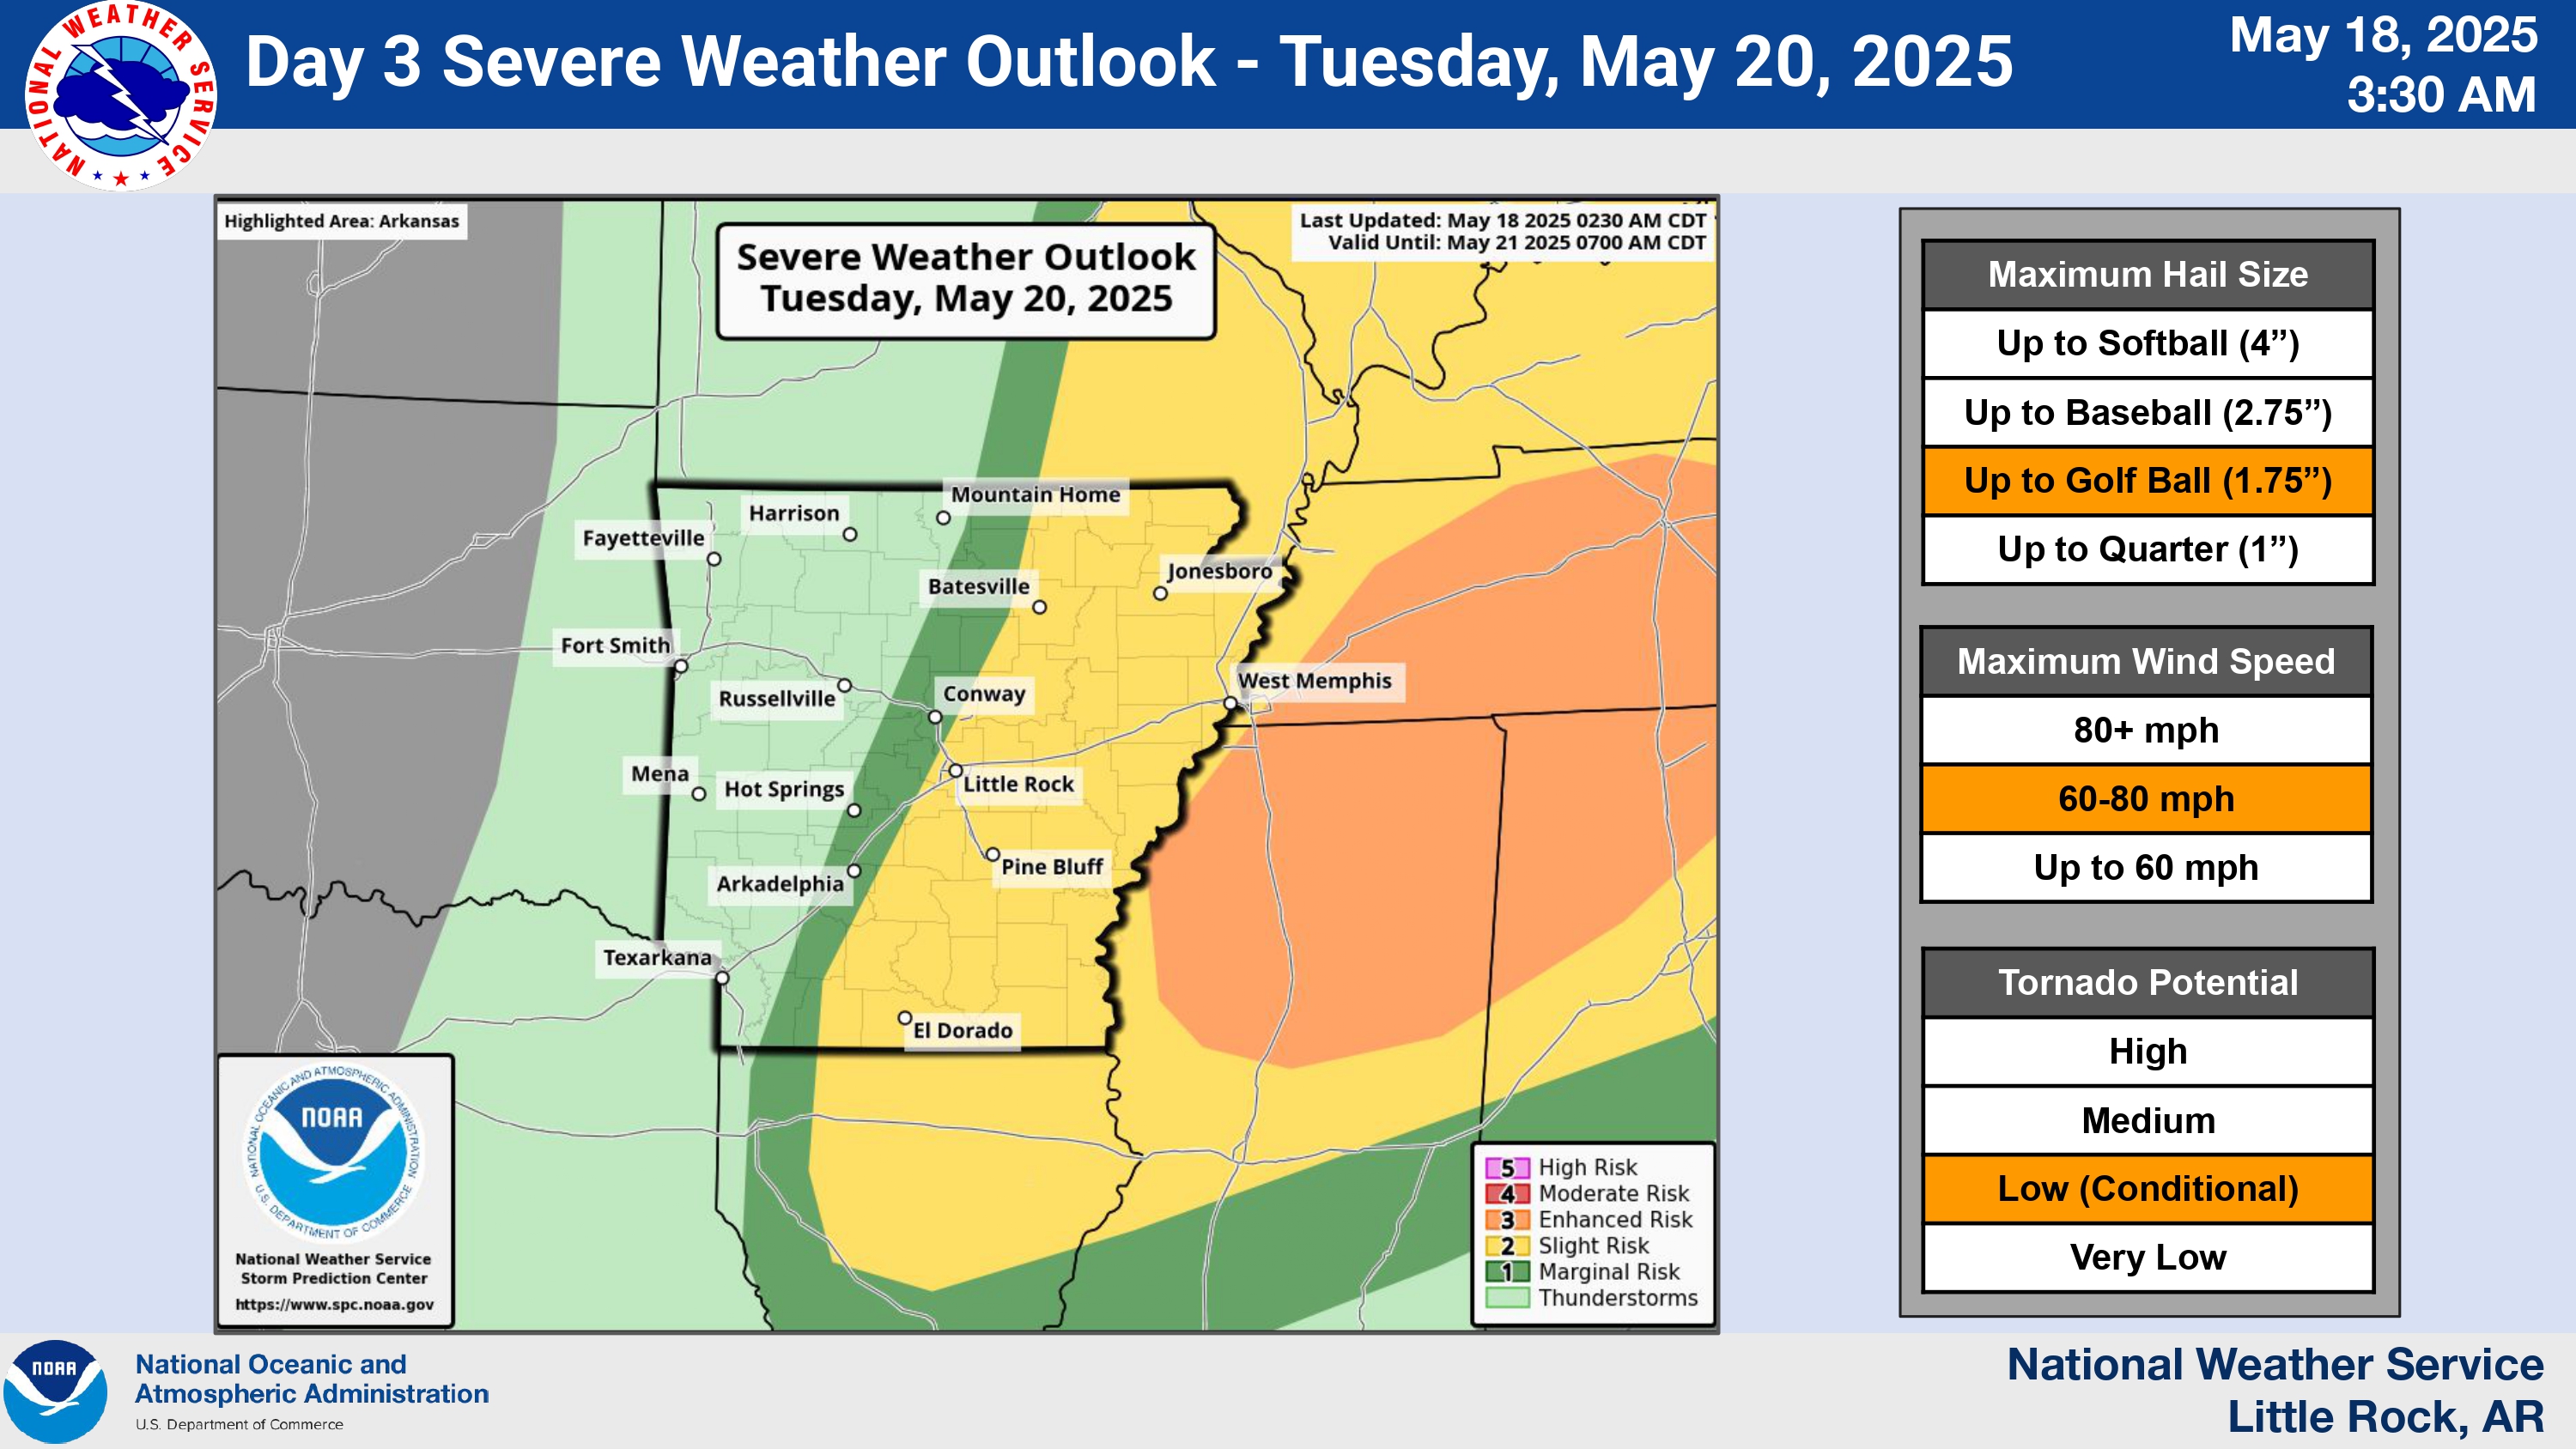 NATIONAL WEATHER SERVICE
Day 3 Severe Weather Outlook - Tuesday, May 20, 2025
May 18, 2025
3:30 AM
Highlighted Area: Arkansas
Severe Weather Outlook
Tuesday, May 20, 2025
Last Updated: May 18 2025 0230 AM CDT
Valid Until: May 21 2025 0700 AM CDT
Mountain Home
Harrison
Fayetteville
Jonesboro
Batesville
Fort Smith
West Memphis
Russellville
Conway
Mena
Hot Springs
Little Rock
Pine Bluff
Arkadelphia
Texarkana
El Dorado
NATIONAL OCEANIC AND ATMOSPHERIC ADMINISTRATION
NOAA
U.S. DEPARTMENT OF COMMERCE
National Weather Service
Storm Prediction Center
https://www.spc.noaa.gov
5 High Risk
4 Moderate Risk
3 Enhanced Risk
2 Slight Risk
1 Marginal Risk
Thunderstorms
Maximum Hail Size
Up to Softball (4”)
Up to Baseball (2.75”)
Up to Golf Ball (1.75”)
Up to Quarter (1”)
Maximum Wind Speed
80+ mph
60-80 mph
Up to 60 mph
Tornado Potential
High
Medium
Low (Conditional)
Very Low
NOAA
National Oceanic and
Atmospheric Administration
U.S. Department of Commerce
National Weather Service
Little Rock, AR